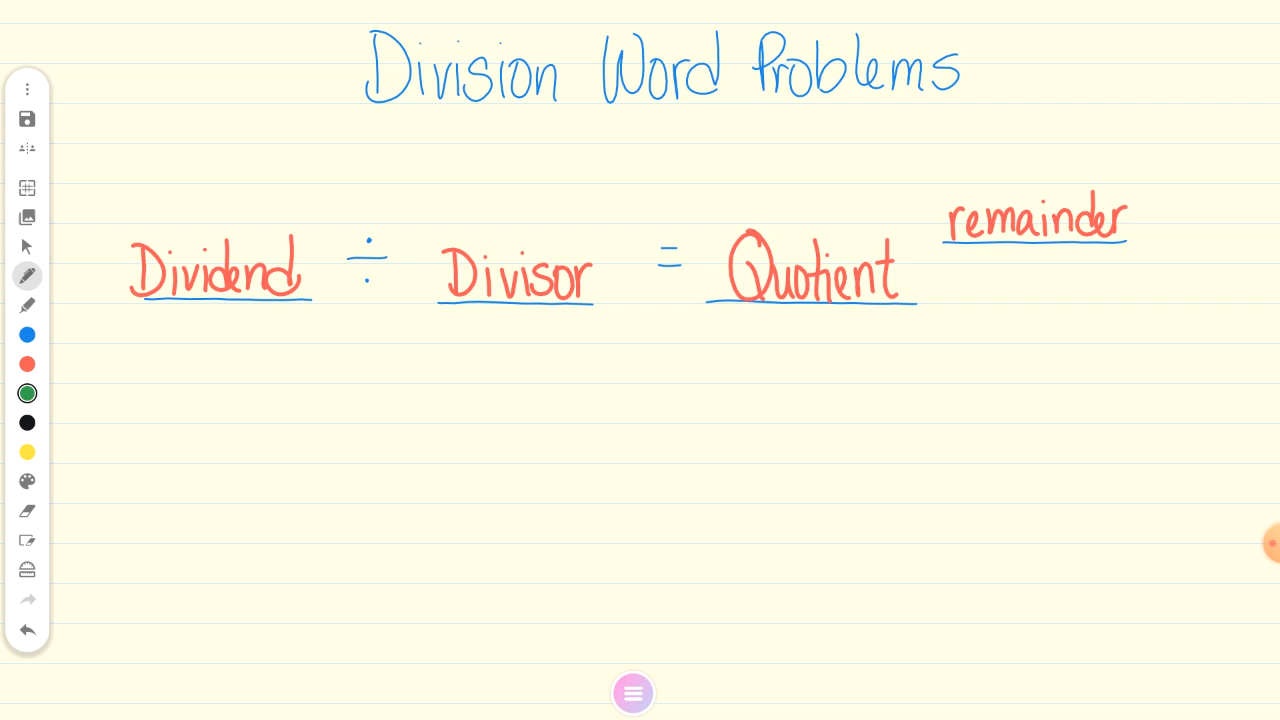 Division Word Problems
remainder
Dividend ÷ Divisor = Quotient